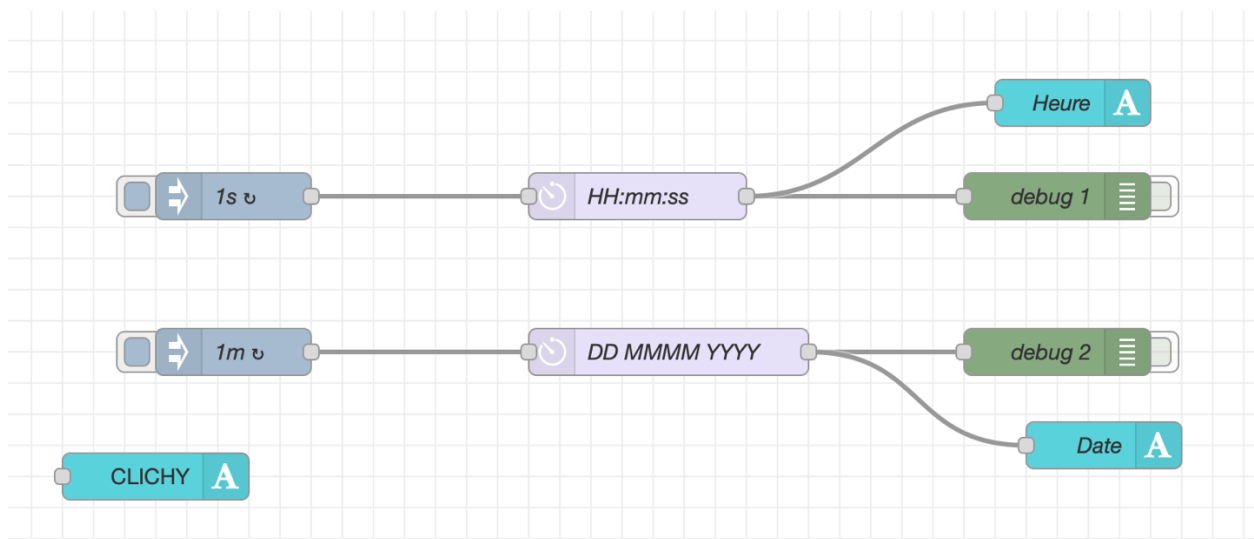 Heure A
1s ↻ HH:mm:ss debug 1
1m ↻ DD MMMM YYYY debug 2
Date A
CLICHY A